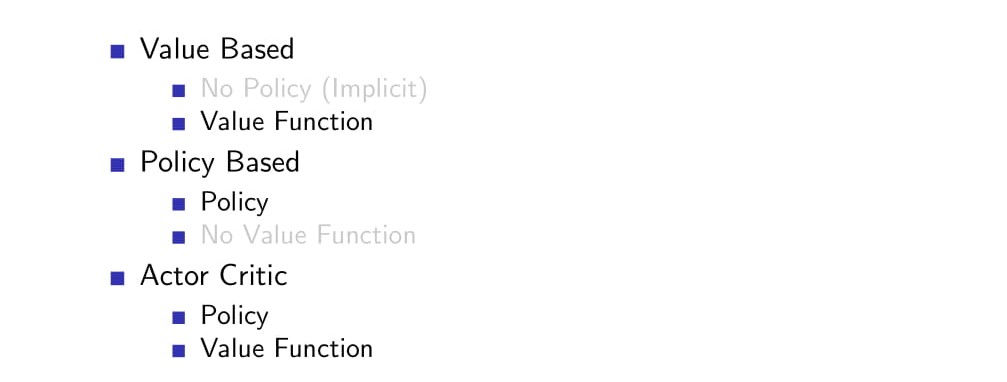 Value Based
No Policy (Implicit)
Value Function
Policy Based
Policy
No Value Function
Actor Critic
Policy
Value Function